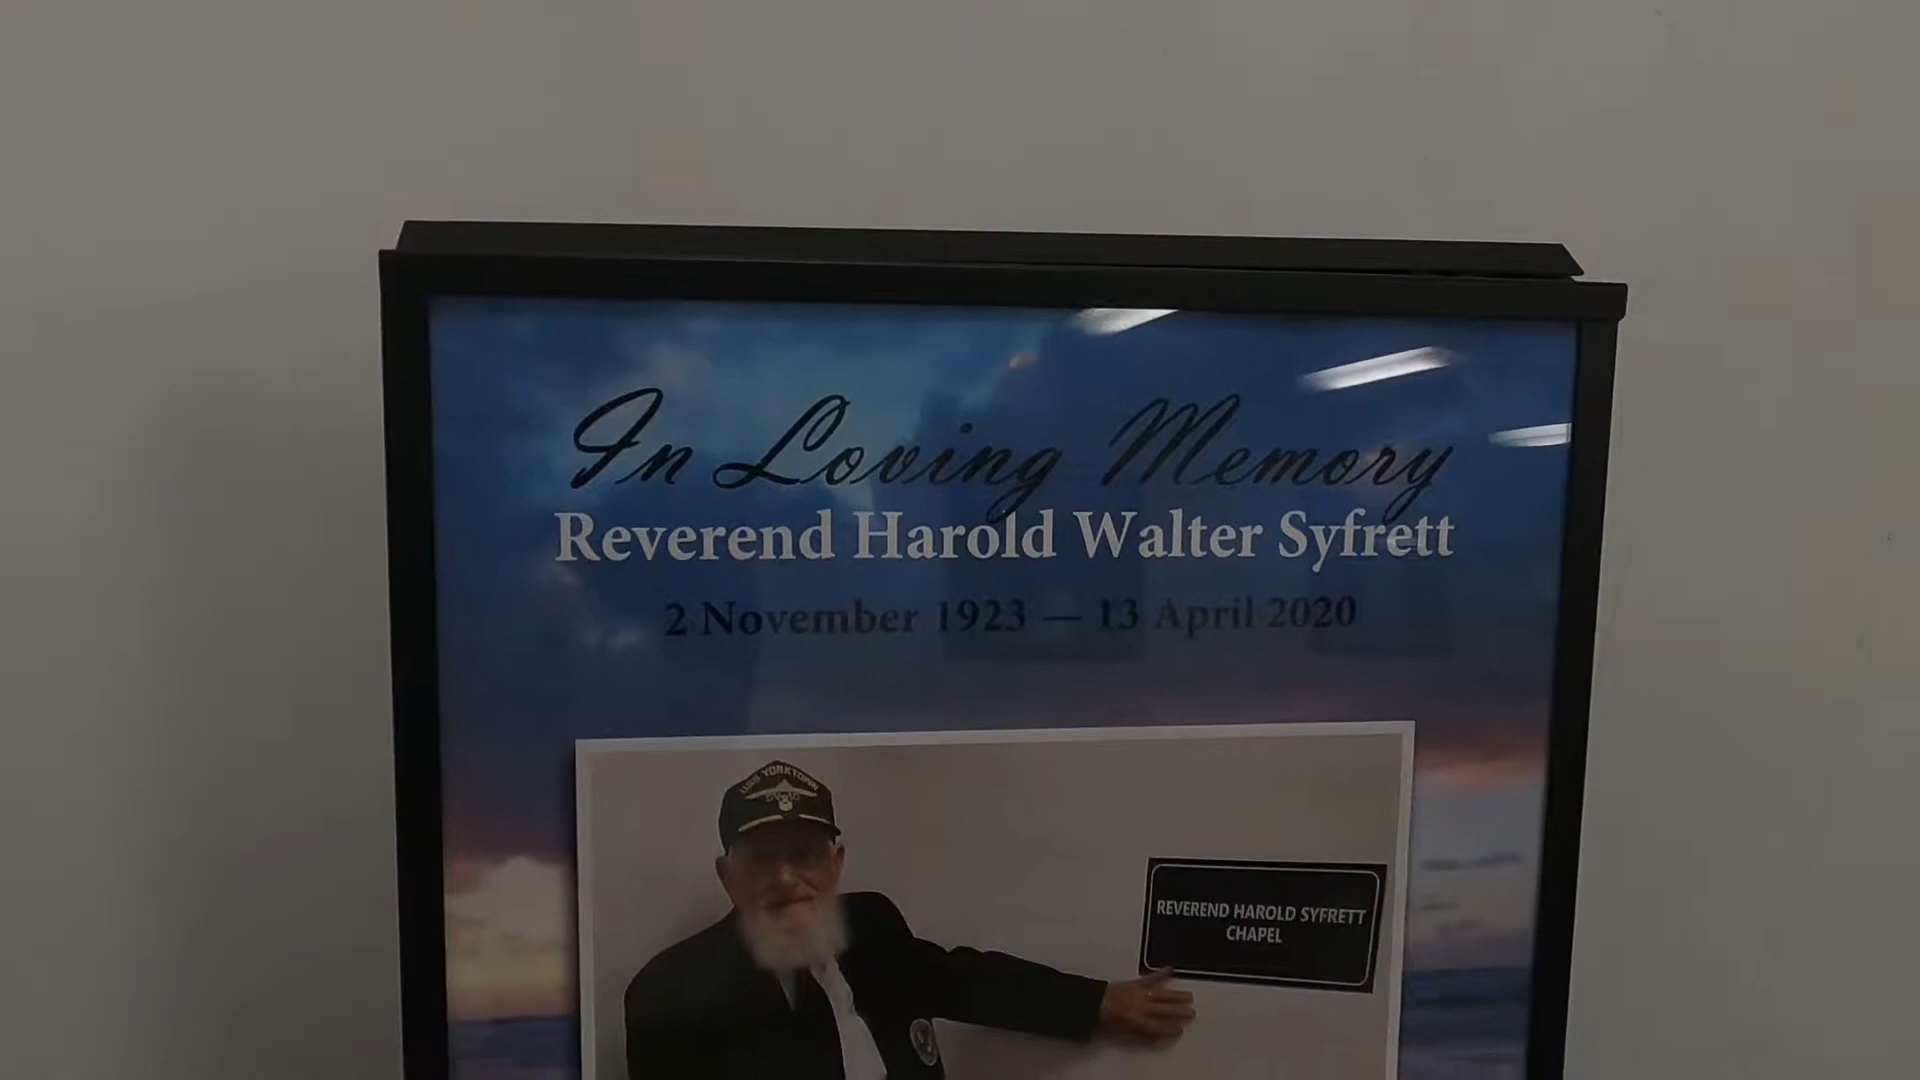 In Loving Memory
Reverend Harold Walter Syfrett
2 November 1923 — 13 April 2020
USS YORKTOWN
REVEREND HAROLD SYFRETT
CHAPEL